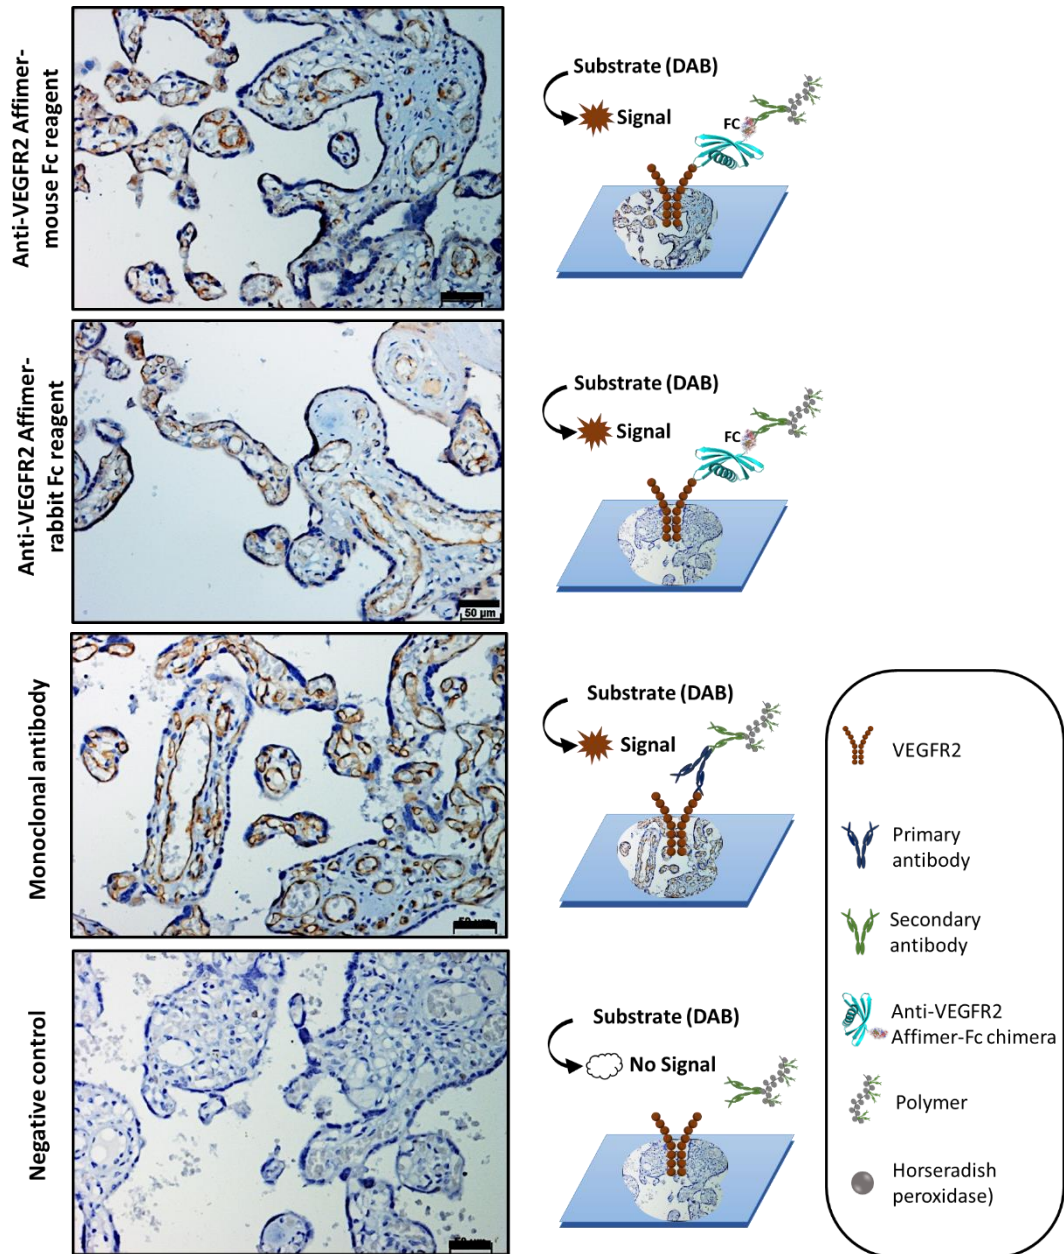 Anti-VEGFR2 Affimer-
mouse Fc reagent
Substrate (DAB)
Signal
FC
Anti-VEGFR2 Affimer-
rabbit Fc reagent
50 µm
Substrate (DAB)
Signal
FC
Monoclonal antibody
Substrate (DAB)
Signal
Negative control
Substrate (DAB)
No Signal
VEGFR2
Primary
antibody
Secondary
antibody
Anti-VEGFR2
Affimer-Fc chimera
Polymer
Horseradish
peroxidase)